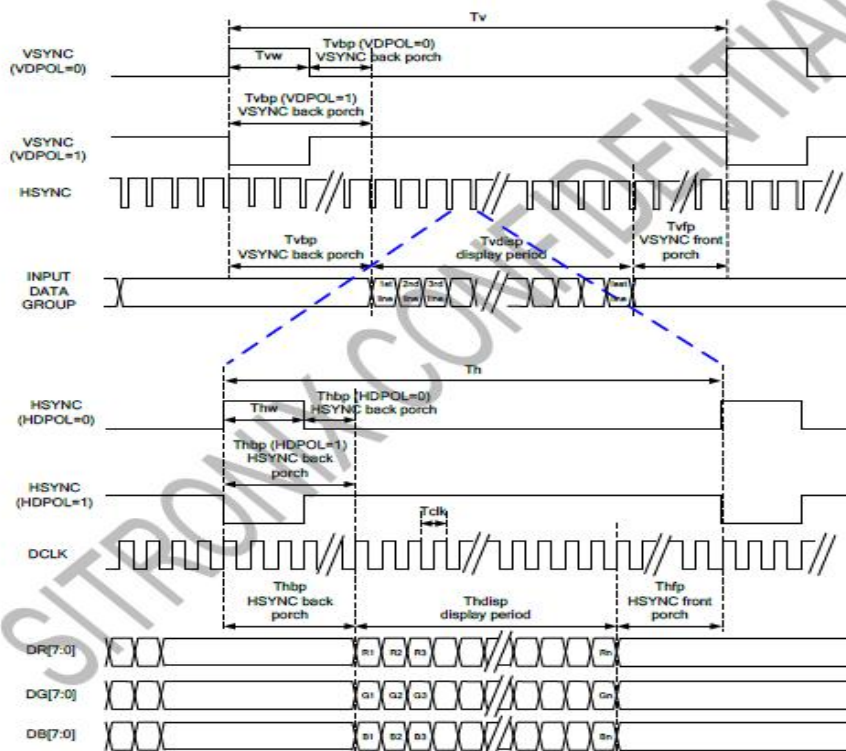 Tv
VSYNC
(VDPOL=0)
Tvw
Tvbp (VDPOL=0)
VSYNC back porch
Tvbp (VDPOL=1)
VSYNC back porch
VSYNC
(VDPOL=1)
HSYNC
Tvbp
VSYNC back porch
Tvdisp
display period
Tvfp
VSYNC front
porch
INPUT
DATA
GROUP
1st
line
2nd
line
3nd
line
last
line
Th
HSYNC
(HDPOL=0)
Thw
Thbp (HDPOL=0)
HSYNC back porch
Thbp (HDPOL=1)
HSYNC back
porch
HSYNC
(HDPOL=1)
Tclk
DCLK
Thbp
HSYNC back
porch
Thdisp
display period
Thfp
HSYNC front
porch
DR[7:0]
R1 R2 R3 Rn
DG[7:0]
G1 G2 G3 Gn
DB[7:0]
B1 B2 B3 Bn
SITRONIX CONFIDENTIAL